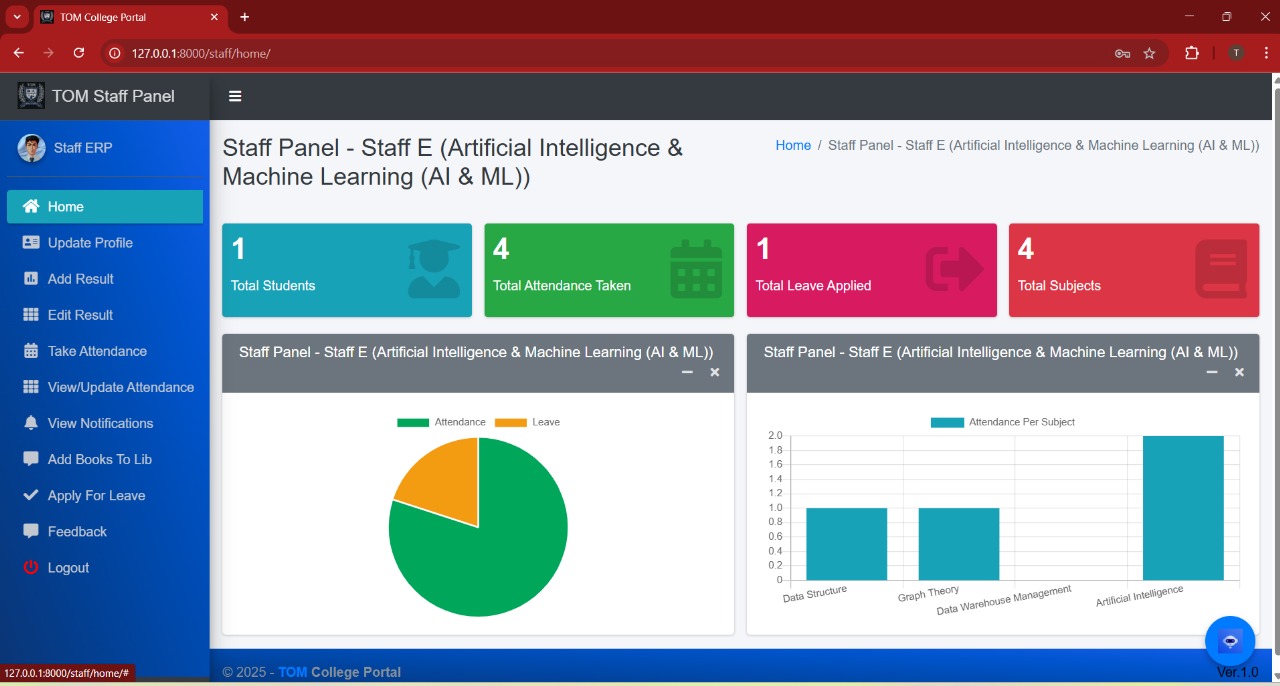 TOM College Portal
127.0.0.1:8000/staff/home/
T
TOM Staff Panel
Staff ERP
Home
Update Profile
Add Result
Edit Result
Take Attendance
View/Update Attendance
View Notifications
Add Books To Lib
Apply For Leave
Feedback
Logout
127.0.0.1:8000/staff/home/#
Staff Panel - Staff E (Artificial Intelligence &
Machine Learning (AI & ML))
Home / Staff Panel - Staff E (Artificial Intelligence & Machine Learning (AI & ML))
1
Total Students
4
Total Attendance Taken
1
Total Leave Applied
4
Total Subjects
Staff Panel - Staff E (Artificial Intelligence & Machine Learning (AI & ML))
Attendance Leave
Staff Panel - Staff E (Artificial Intelligence & Machine Learning (AI & ML))
Attendance Per Subject
2.0
1.8
1.6
1.4
1.2
1.0
0.8
0.6
0.4
0.2
0
Data Structure
Graph Theory
Data Warehouse Management
Artificial Intelligence
© 2025 - TOM College Portal
Ver.1.0